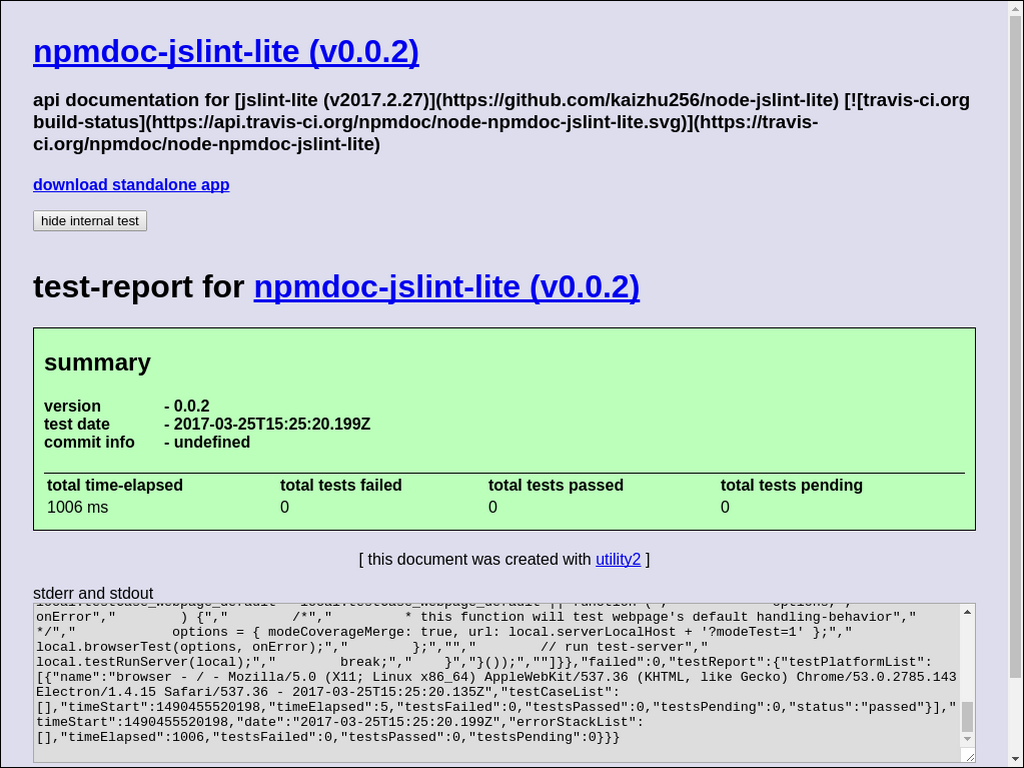 npmdoc-jslint-lite (v0.0.2)
api documentation for [jslint-lite (v2017.2.27)](https://github.com/kaizhu256/node-jslint-lite) [![travis-ci.org
build-status](https://api.travis-ci.org/npmdoc/node-npmdoc-jslint-lite.svg)](https://travis-
ci.org/npmdoc/node-npmdoc-jslint-lite)
download standalone app
hide internal test
test-report for npmdoc-jslint-lite (v0.0.2)
summary
version - 0.0.2
test date - 2017-03-25T15:25:20.199Z
commit info - undefined
total time-elapsed total tests failed total tests passed total tests pending
1006 ms 0 0 0
[ this document was created with utility2 ]
stderr and stdout
onError","        ) {","        /*","         * this function will test webpage's default handling-behavior","
*/","            options = { modeCoverageMerge: true, url: local.serverLocalHost + '?modeTest=1' };","
local.browserTest(options, onError);","        };","","        // run test-server","
local.testRunServer(local);","        break;","    }","}());",""]}},"failed":0,"testReport":{"testPlatformList":
[{"name":"browser - / - Mozilla/5.0 (X11; Linux x86_64) AppleWebKit/537.36 (KHTML, like Gecko) Chrome/53.0.2785.143
Electron/1.4.15 Safari/537.36 - 2017-03-25T15:25:20.135Z","testCaseList":
[],"timeStart":1490455520198,"timeElapsed":5,"testsFailed":0,"testsPassed":0,"testsPending":0,"status":"passed"}],"
timeStart":1490455520198,"date":"2017-03-25T15:25:20.199Z","errorStackList":
[],"timeElapsed":1006,"testsFailed":0,"testsPassed":0,"testsPending":0}}}